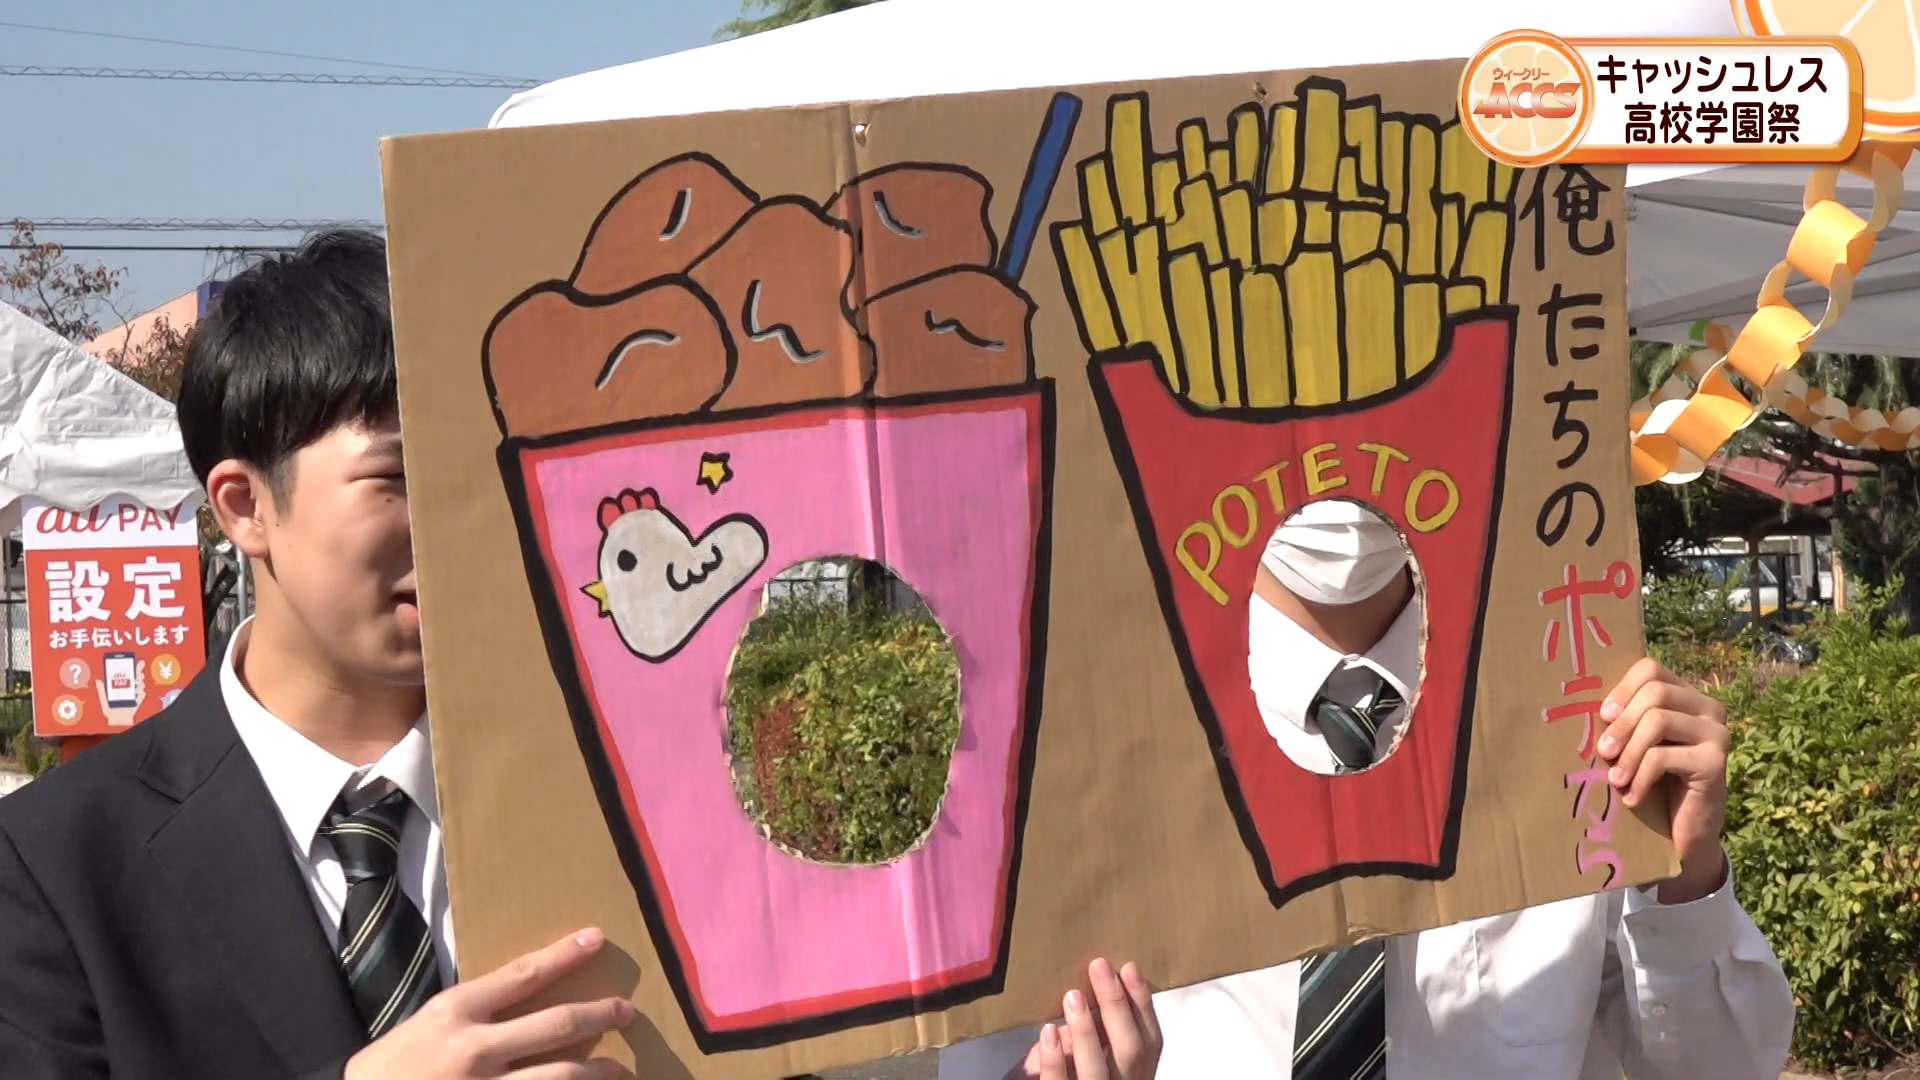 ウィークリー
ACCS
キャッシュレス
高校学園祭
俺たちのポテから
POTETO
au PAY
設定
お手伝いします
?
¥
au
PAY